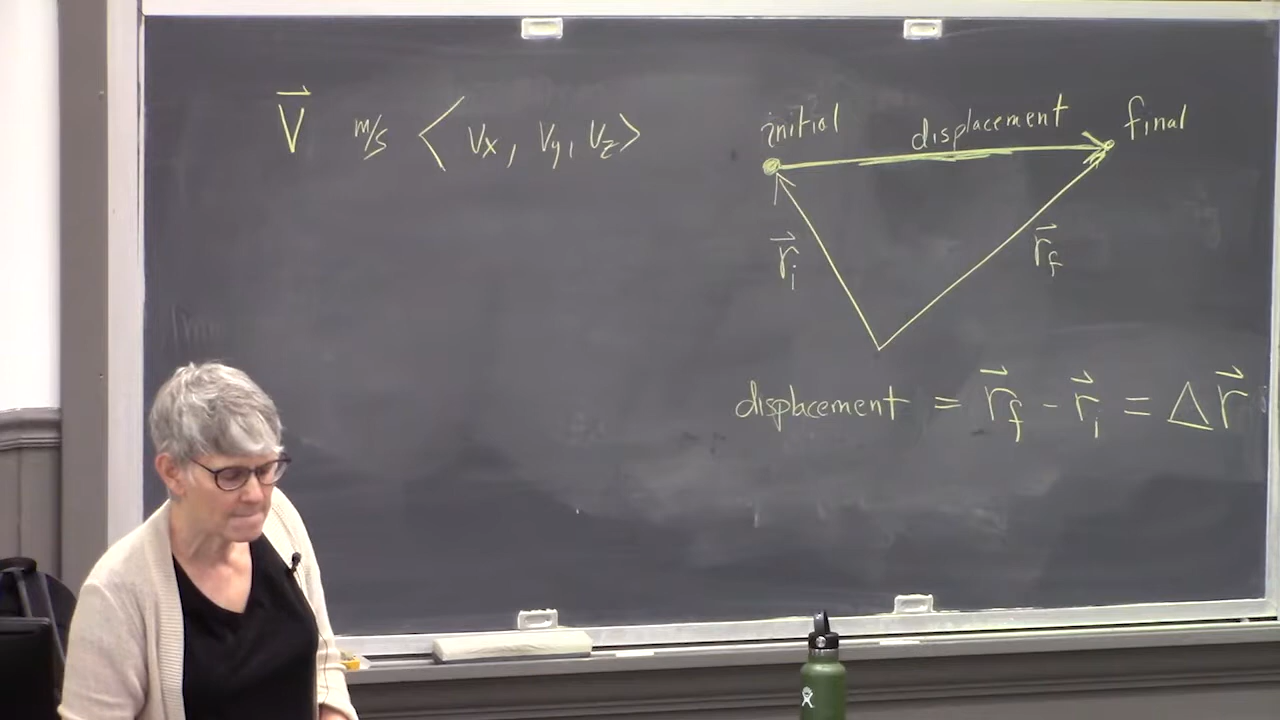 V⃗ m/s < Vx, Vy, Vz >
initial displacement final
r⃗i r⃗f
displacement = r⃗f - r⃗i = Δr⃗